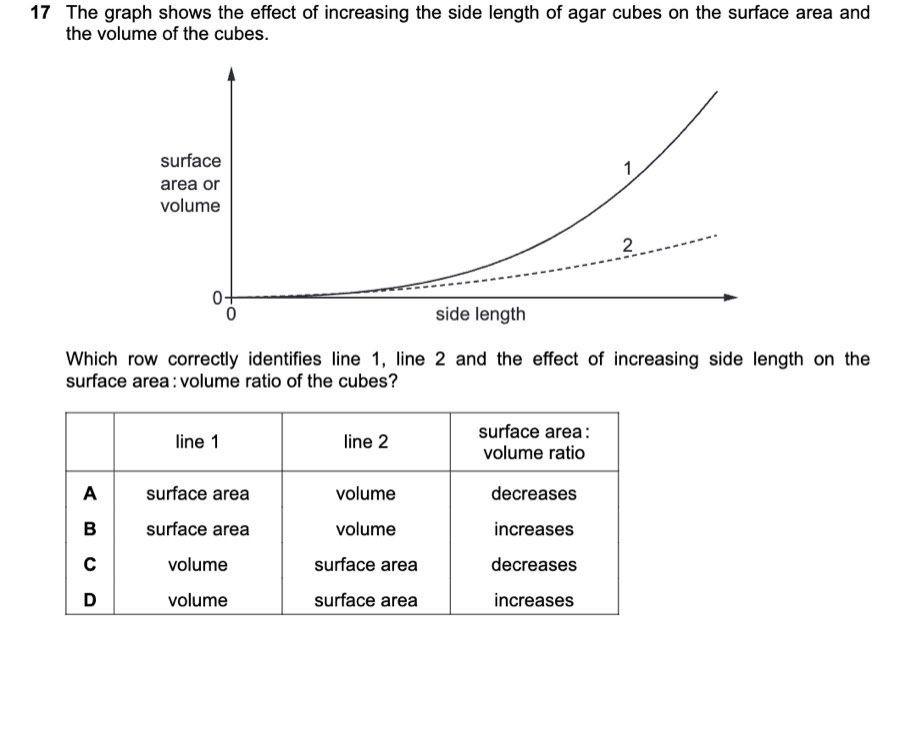 17 The graph shows the effect of increasing the side length of agar cubes on the surface area and
the volume of the cubes.
surface
area or
volume
1
2
0
0
side length
Which row correctly identifies line 1, line 2 and the effect of increasing side length on the
surface area : volume ratio of the cubes?
line 1 line 2 surface area :
volume ratio
A surface area volume decreases
B surface area volume increases
C volume surface area decreases
D volume surface area increases